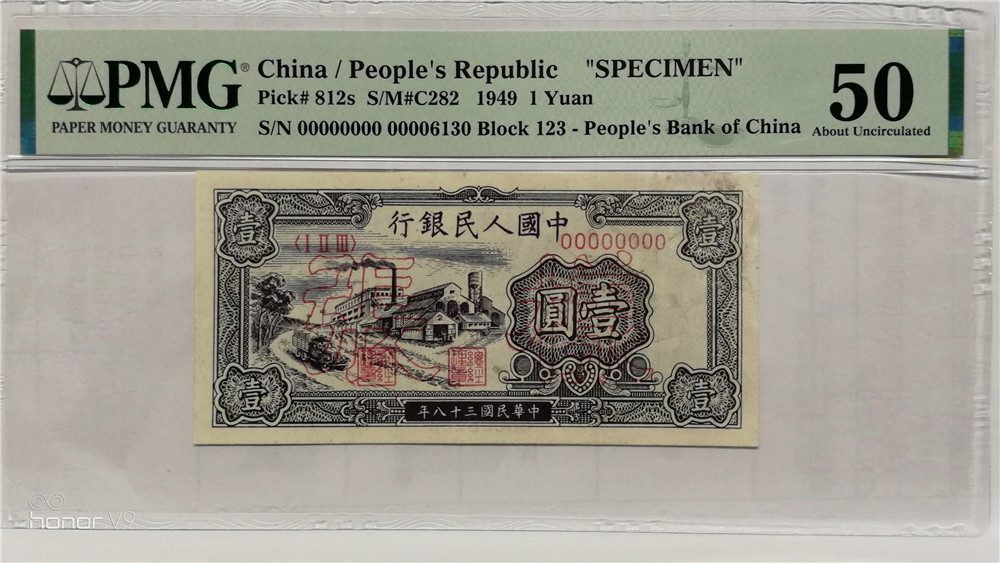 PMG® China / People's Republic "SPECIMEN" 50
Pick# 812s S/M#C282 1949 1 Yuan
PAPER MONEY GUARANTY S/N 00000000 00006130 Block 123 - People's Bank of China About Uncirculated
行銀民人國中
壹 壹
〈I II III〉 00000000
圓壹
壹 壹
年八十三國民華中
honor V9